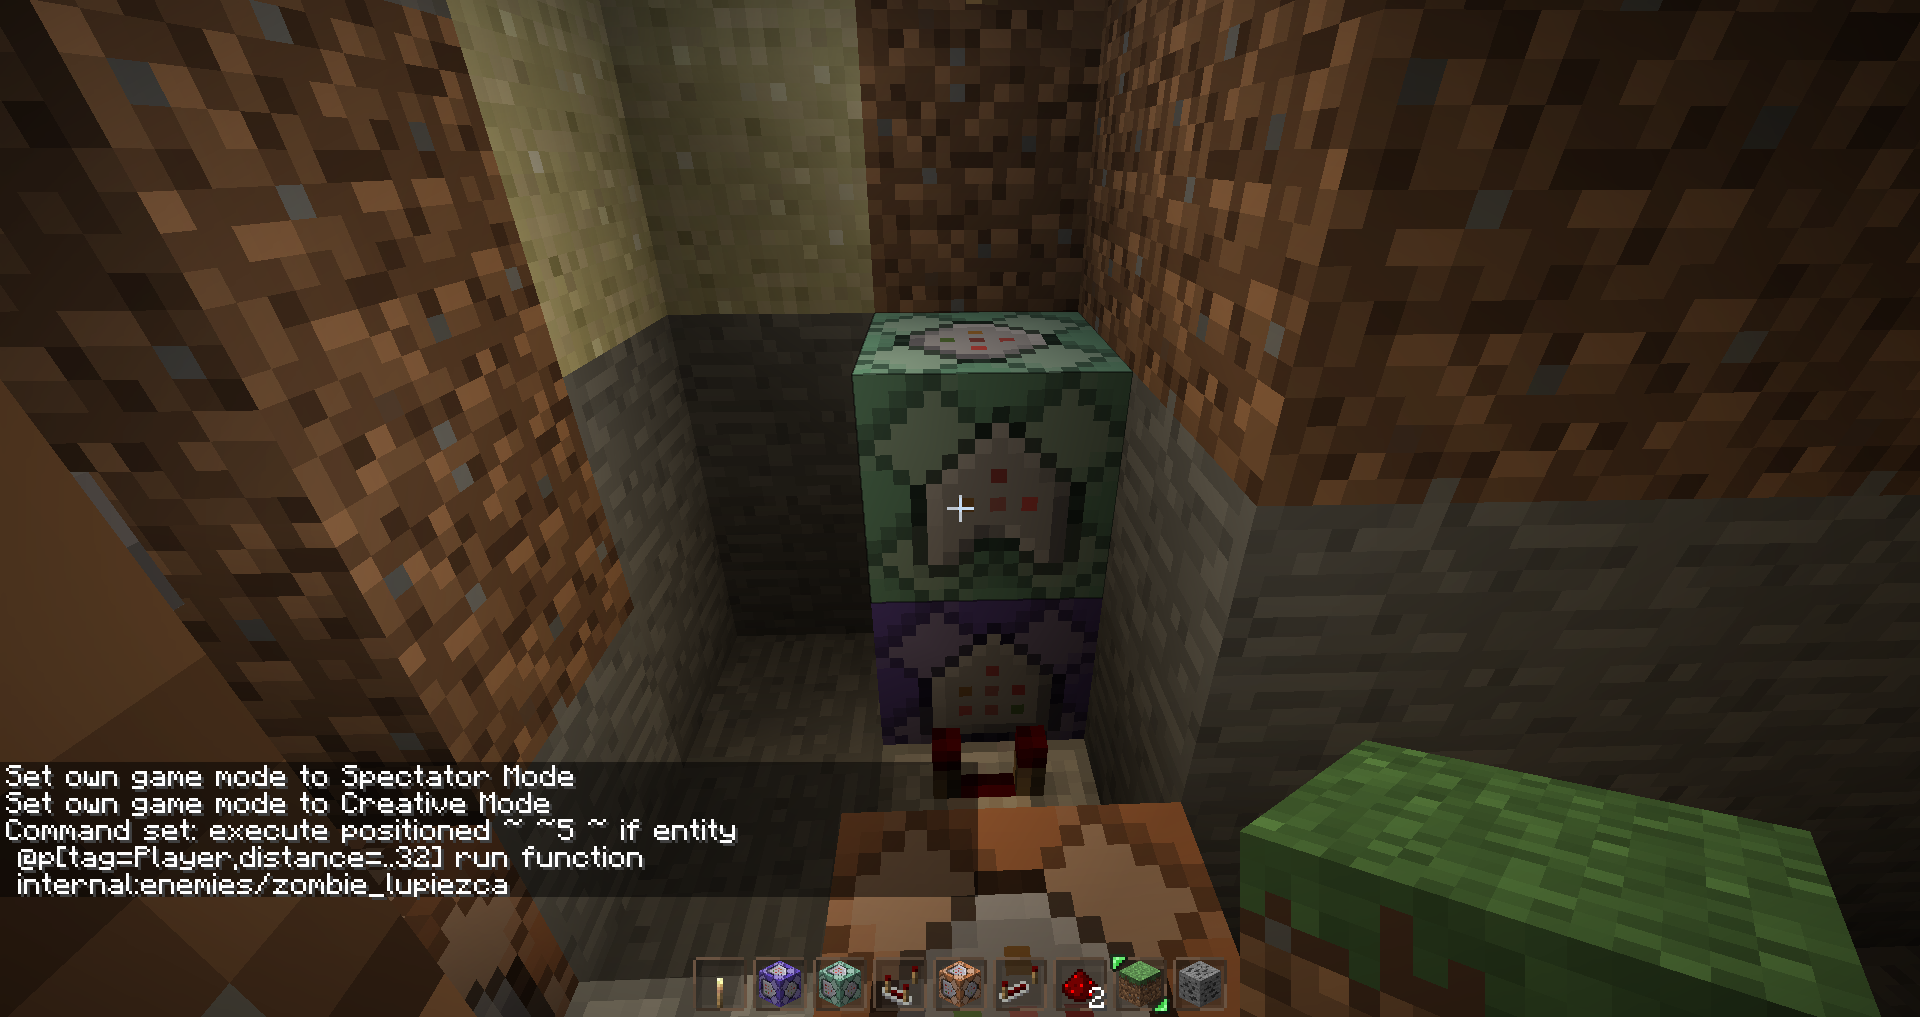 Set own game mode to Spectator Mode
Set own game mode to Creative Mode
Command set: execute positioned ~ ~5 ~ if entity
@p[tag=Player,distance=..32] run function
internal:enemies/zombie_lupiezca
2